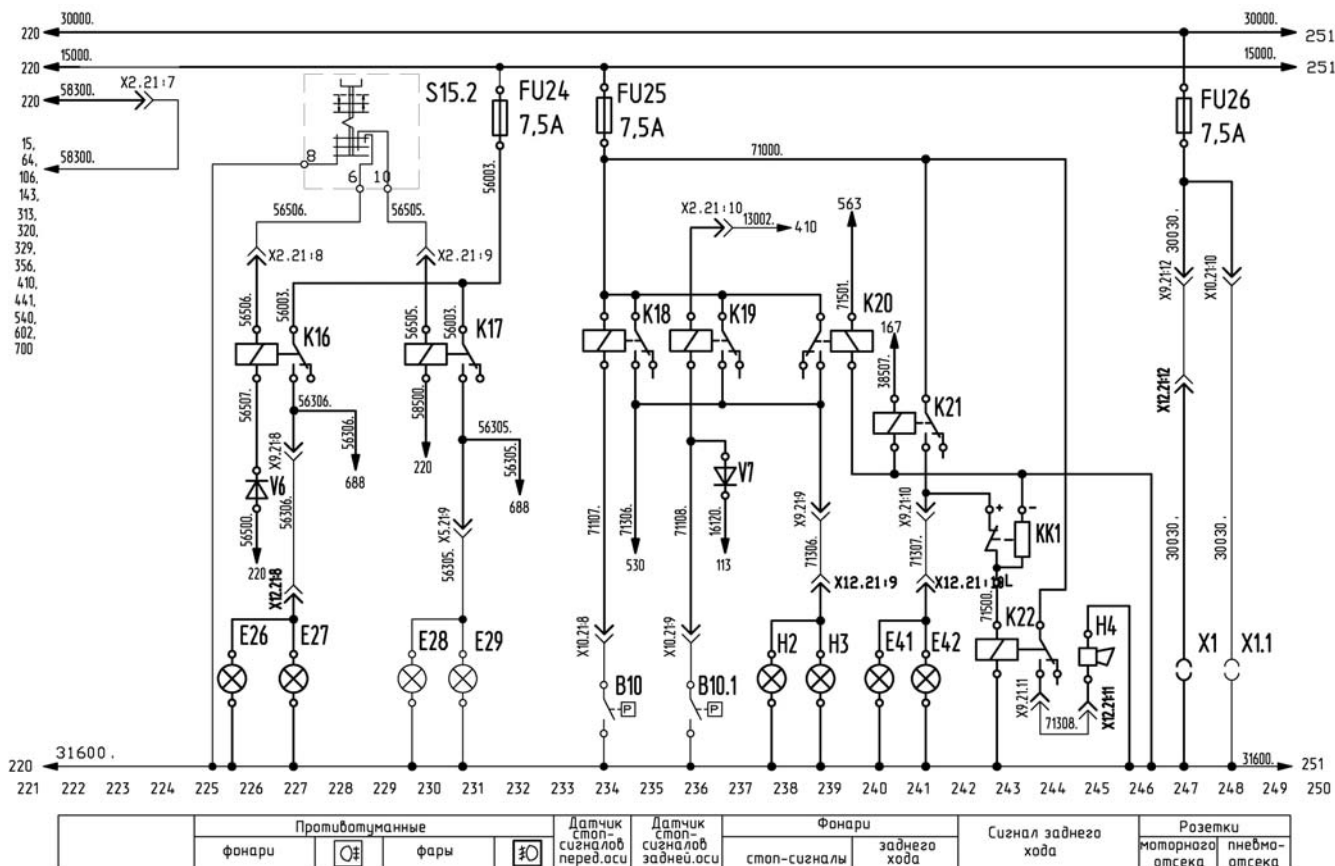 30000.
30000.
220
251
15000.
15000.
220
251
58300.
X2.21:7
220
S15.2
FU24
7,5A
FU25
7,5A
FU26
7,5A
15,
64,
106,
143,
313,
320,
329,
356,
410,
441,
540,
602,
700
58300.
8
6
10
56003.
71000.
56506.
56505.
X2.21:10
13002.
410
563
30030.
X2.21:8
X2.21:9
X9.21:12
X10.21:10
56506.
56003.
K16
56505.
56003.
K17
K18
K19
71501.
K20
167
38507.
X12.21:12
56507.
56306.
56306.
688
58500.
220
56305.
56305.
688
K21
X9.21:8
V6
56500.
220
56306.
X12.21:8
X5.21:9
56305.
71107.
71306.
530
71108.
V7
16120.
113
X9.21:9
71306.
X12.21:9
X9.21:10
71307.
+
-
KK1
L
71500.
30030.
30030.
E26
E27
E28
E29
X10.21:8
X10.21:9
H2
H3
E41
E42
K22
H4
X1
X1.1
B10
P
B10.1
P
X9.21.11
71308.
X12.21:11
220
31600.
31600.
251
221 222 223 224 225 226 227 228 229 230 231 232 233 234 235 236 237 238 239 240 241 242 243 244 245 246 247 248 249 250
Противотуманные
Датчик стоп-сигналов перед.оси
Датчик стоп-сигналов задней.оси
Фонари
Сигнал заднего хода
Розетки
фонари
фары
стоп-сигналы
заднего хода
моторного отсека
пневмо-отсека